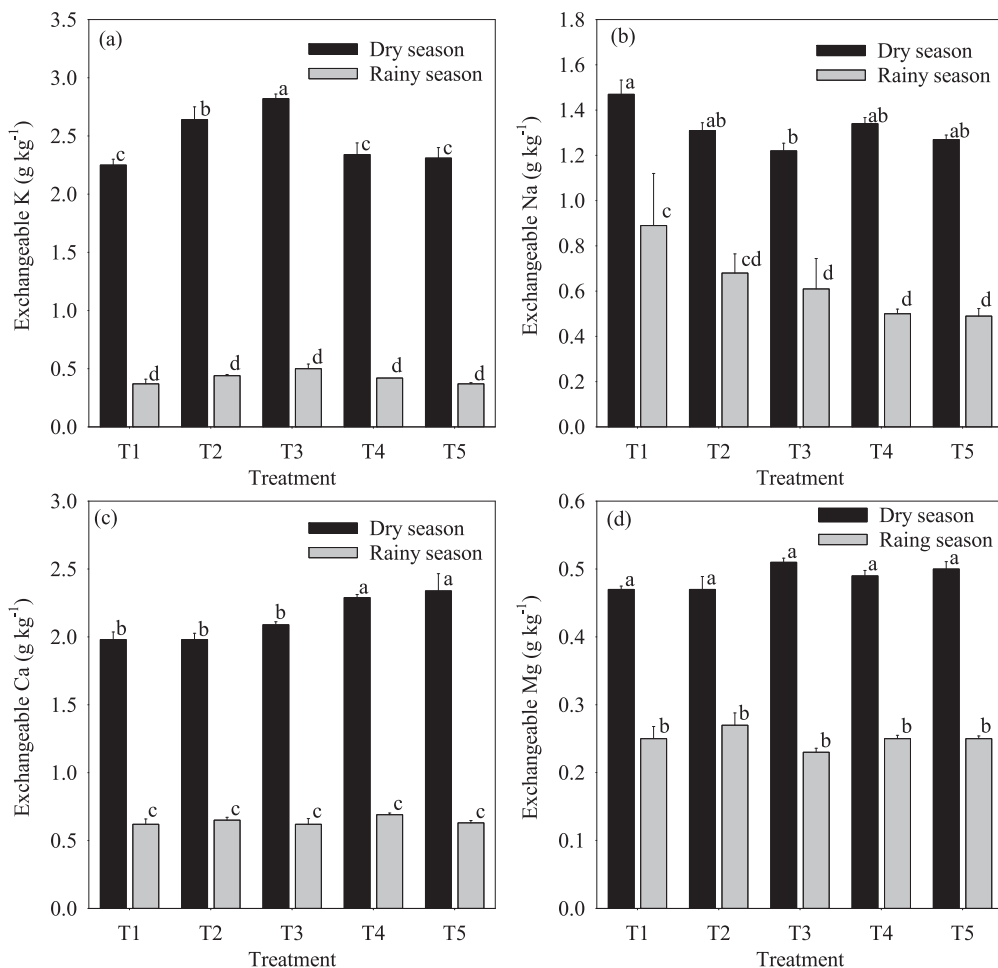 (a)
Dry season
Rainy season
Exchangeable K (g kg⁻¹)
3.5
3.0
2.5
2.0
1.5
1.0
0.5
0.0
c
d
b
d
a
d
c
d
c
d
T1 T2 T3 T4 T5
Treatment
(b)
Dry season
Rainy season
Exchangeable Na (g kg⁻¹)
1.8
1.6
1.4
1.2
1.0
0.8
0.6
0.4
0.2
0.0
a
c
ab
cd
b
d
ab
d
ab
d
T1 T2 T3 T4 T5
Treatment
(c)
Dry season
Rainy season
Exchangeable Ca (g kg⁻¹)
3.0
2.5
2.0
1.5
1.0
0.5
0.0
b
c
b
c
b
c
a
c
a
c
T1 T2 T3 T4 T5
Treatment
(d)
Dry season
Raing season
Exchangeable Mg (g kg⁻¹)
0.6
0.5
0.4
0.3
0.2
0.1
0.0
a
b
a
b
a
b
a
b
a
b
T1 T2 T3 T4 T5
Treatment